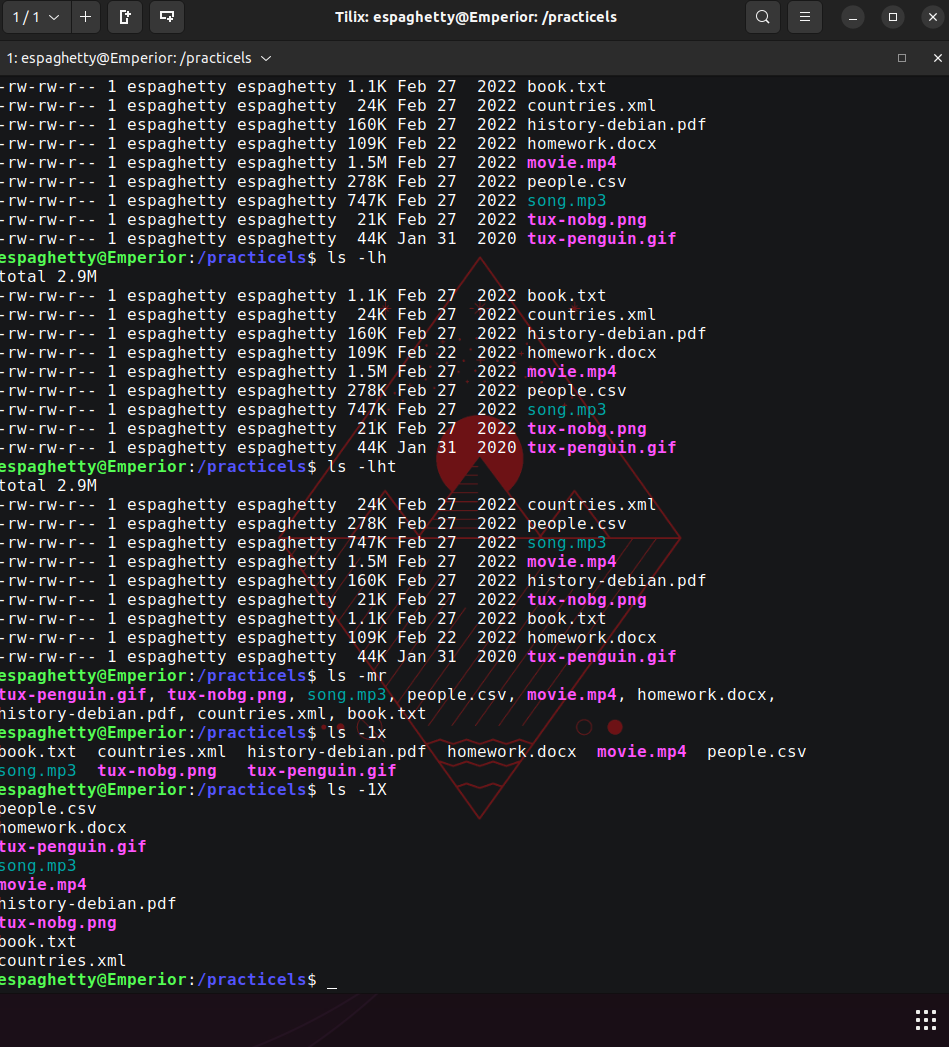 1 / 1
Tilix: espaghetty@Emperior: /practicels
1: espaghetty@Emperior: /practicels
-rw-rw-r-- 1 espaghetty espaghetty 1.1K Feb 27  2022 book.txt
-rw-rw-r-- 1 espaghetty espaghetty  24K Feb 27  2022 countries.xml
-rw-rw-r-- 1 espaghetty espaghetty 160K Feb 27  2022 history-debian.pdf
-rw-rw-r-- 1 espaghetty espaghetty 109K Feb 22  2022 homework.docx
-rw-rw-r-- 1 espaghetty espaghetty 1.5M Feb 27  2022 movie.mp4
-rw-rw-r-- 1 espaghetty espaghetty 278K Feb 27  2022 people.csv
-rw-rw-r-- 1 espaghetty espaghetty 747K Feb 27  2022 song.mp3
-rw-rw-r-- 1 espaghetty espaghetty  21K Feb 27  2022 tux-nobg.png
-rw-rw-r-- 1 espaghetty espaghetty  44K Jan 31  2020 tux-penguin.gif
espaghetty@Emperior:/practicels$ ls -lh
total 2.9M
-rw-rw-r-- 1 espaghetty espaghetty 1.1K Feb 27  2022 book.txt
-rw-rw-r-- 1 espaghetty espaghetty  24K Feb 27  2022 countries.xml
-rw-rw-r-- 1 espaghetty espaghetty 160K Feb 27  2022 history-debian.pdf
-rw-rw-r-- 1 espaghetty espaghetty 109K Feb 22  2022 homework.docx
-rw-rw-r-- 1 espaghetty espaghetty 1.5M Feb 27  2022 movie.mp4
-rw-rw-r-- 1 espaghetty espaghetty 278K Feb 27  2022 people.csv
-rw-rw-r-- 1 espaghetty espaghetty 747K Feb 27  2022 song.mp3
-rw-rw-r-- 1 espaghetty espaghetty  21K Feb 27  2022 tux-nobg.png
-rw-rw-r-- 1 espaghetty espaghetty  44K Jan 31  2020 tux-penguin.gif
espaghetty@Emperior:/practicels$ ls -lht
total 2.9M
-rw-rw-r-- 1 espaghetty espaghetty  24K Feb 27  2022 countries.xml
-rw-rw-r-- 1 espaghetty espaghetty 278K Feb 27  2022 people.csv
-rw-rw-r-- 1 espaghetty espaghetty 747K Feb 27  2022 song.mp3
-rw-rw-r-- 1 espaghetty espaghetty 1.5M Feb 27  2022 movie.mp4
-rw-rw-r-- 1 espaghetty espaghetty 160K Feb 27  2022 history-debian.pdf
-rw-rw-r-- 1 espaghetty espaghetty  21K Feb 27  2022 tux-nobg.png
-rw-rw-r-- 1 espaghetty espaghetty 1.1K Feb 27  2022 book.txt
-rw-rw-r-- 1 espaghetty espaghetty 109K Feb 22  2022 homework.docx
-rw-rw-r-- 1 espaghetty espaghetty  44K Jan 31  2020 tux-penguin.gif
espaghetty@Emperior:/practicels$ ls -mr
tux-penguin.gif, tux-nobg.png, song.mp3, people.csv, movie.mp4, homework.docx,
history-debian.pdf, countries.xml, book.txt
espaghetty@Emperior:/practicels$ ls -1x
book.txt  countries.xml  history-debian.pdf  homework.docx  movie.mp4  people.csv
song.mp3  tux-nobg.png   tux-penguin.gif
espaghetty@Emperior:/practicels$ ls -1X
people.csv
homework.docx
tux-penguin.gif
song.mp3
movie.mp4
history-debian.pdf
tux-nobg.png
book.txt
countries.xml
espaghetty@Emperior:/practicels$ _